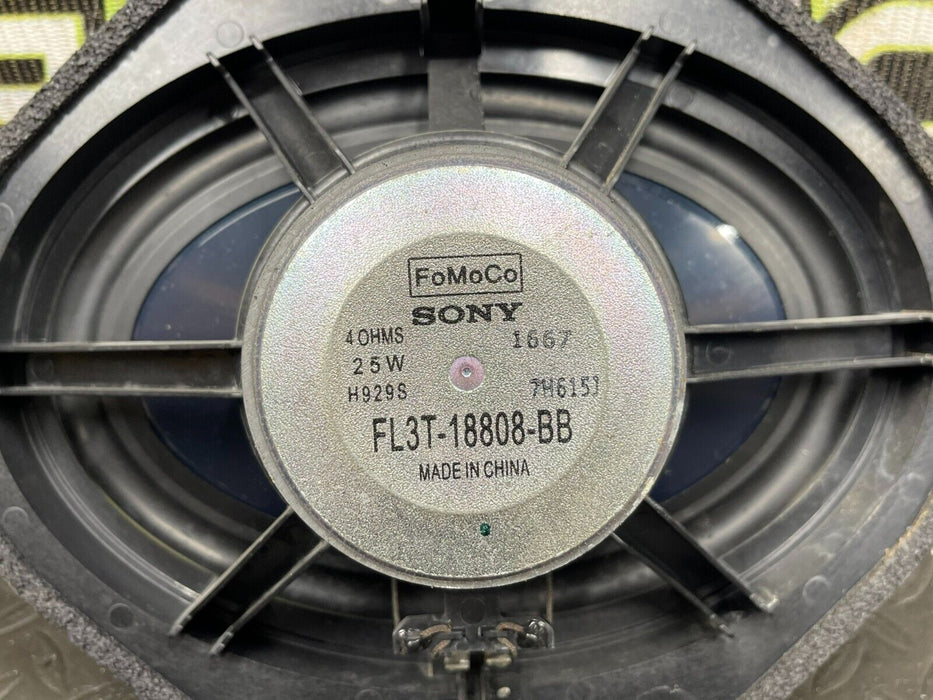 FoMoCo
SONY
4 OHMS 1667
25W
H929S 7H615J
FL3T-18808-BB
MADE IN CHINA